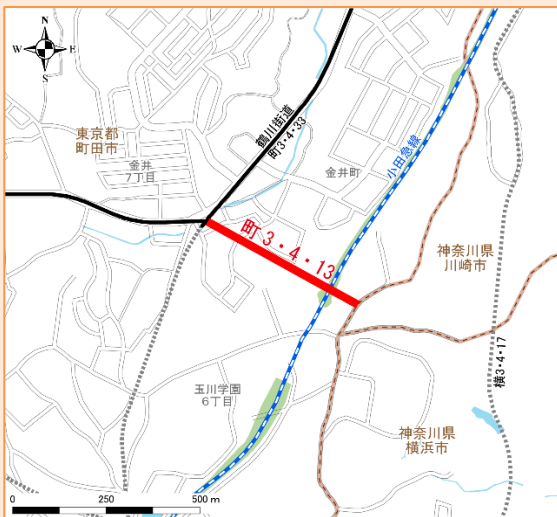 N
W
E
S
東京都
町田市
金井
7丁目
鶴川街道
町3・4・33
金井町
小田急線
町3・4・13
神奈川県
川崎市
横3・4・17
玉川学園
6丁目
神奈川県
横浜市
0
250
500 m